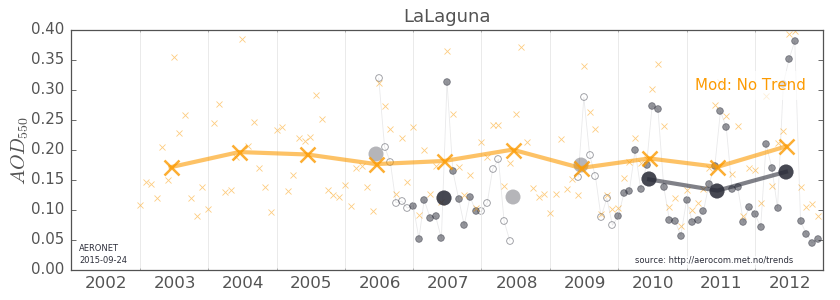 LaLaguna
0.40
0.35
0.30
0.25
0.20
0.15
0.10
0.05
0.00
AOD550
Mod: No Trend
AERONET
2015-09-24
source: http://aerocom.met.no/trends
2002 2003 2004 2005 2006 2007 2008 2009 2010 2011 2012